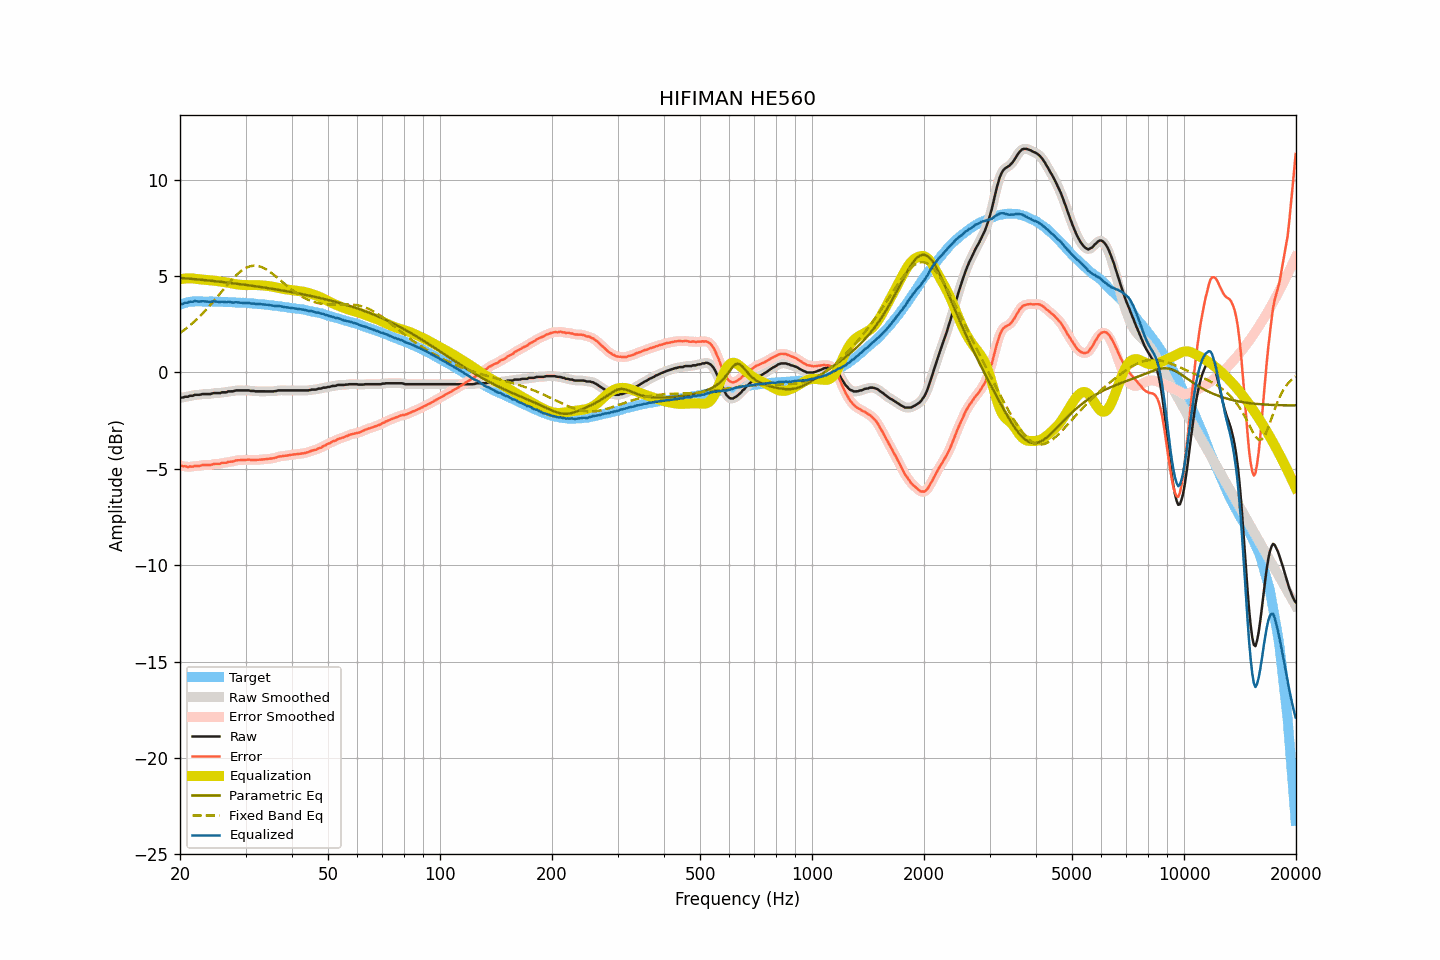 HIFIMAN HE560
10
5
0
−5
−10
−15
−20
−25
Amplitude (dBr)
Target
Raw Smoothed
Error Smoothed
Raw
Error
Equalization
Parametric Eq
Fixed Band Eq
Equalized
20 50 100 200 500 1000 2000 5000 10000 20000
Frequency (Hz)